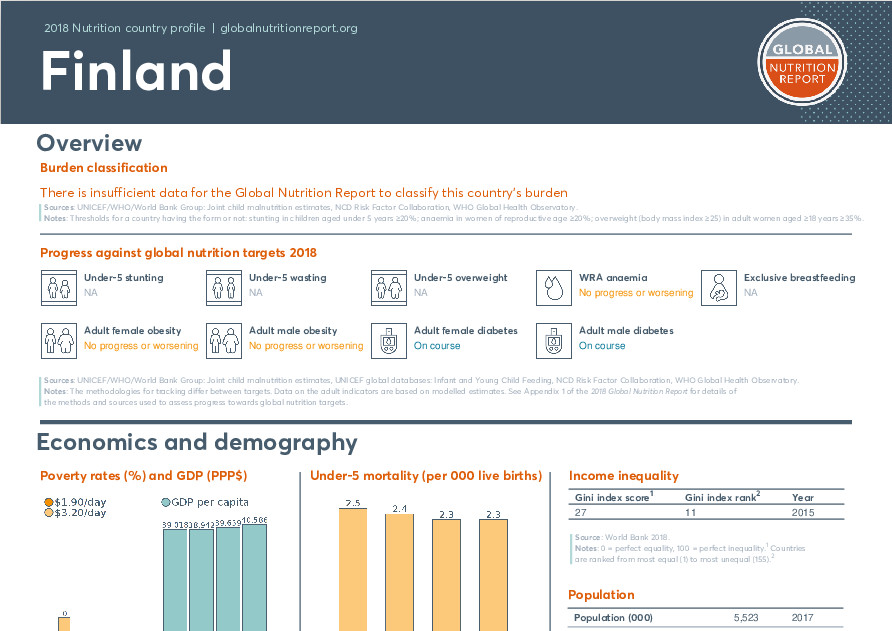 2018 Nutrition country profile | globalnutritionreport.org
Finland
GLOBAL
NUTRITION
REPORT
Overview
Burden classification
There is insufficient data for the Global Nutrition Report to classify this country's burden
Sources: UNICEF/WHO/World Bank Group: Joint child malnutrition estimates, NCD Risk Factor Collaboration, WHO Global Health Observatory.
Notes: Thresholds for a country having the form or not: stunting in children aged under 5 years ≥20%; anaemia in women of reproductive age ≥20%; overweight (body mass index ≥25) in adult women aged ≥18 years ≥35%.
Progress against global nutrition targets 2018
Under-5 stunting
NA
Under-5 wasting
NA
Under-5 overweight
NA
WRA anaemia
No progress or worsening
Exclusive breastfeeding
NA
Adult female obesity
No progress or worsening
Adult male obesity
No progress or worsening
Adult female diabetes
On course
Adult male diabetes
On course
Sources: UNICEF/WHO/World Bank Group: Joint child malnutrition estimates, UNICEF global databases: Infant and Young Child Feeding, NCD Risk Factor Collaboration, WHO Global Health Observatory.
Notes: The methodologies for tracking differ between targets. Data on the adult indicators are based on modelled estimates. See Appendix 1 of the 2018 Global Nutrition Report for details of
the methods and sources used to assess progress towards global nutrition targets.
Economics and demography
Poverty rates (%) and GDP (PPP$)
$1.90/day
$3.20/day
GDP per capita
39,639
40,586
0
Under-5 mortality (per 000 live births)
2.5
2.4
2.3
2.3
Income inequality
Gini index score¹ Gini index rank² Year
27 11 2015
Source: World Bank 2018.
Notes: 0 = perfect equality, 100 = perfect inequality.¹ Countries
are ranked from most equal (1) to most unequal (155).²
Population
Population (000) 5,523 2017